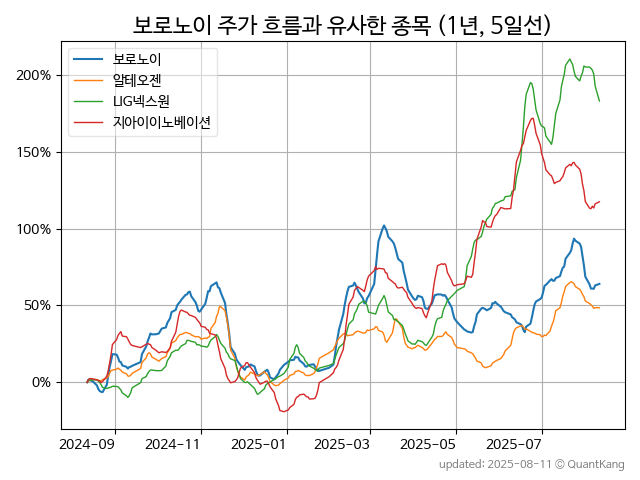 보로노이 주가 흐름과 유사한 종목 (1년, 5일선)
보로노이
알테오젠
LIG넥스원
지아이이노베이션
200%
150%
100%
50%
0%
2024-09 2024-11 2025-01 2025-03 2025-05 2025-07
updated: 2025-08-11 © QuantKang